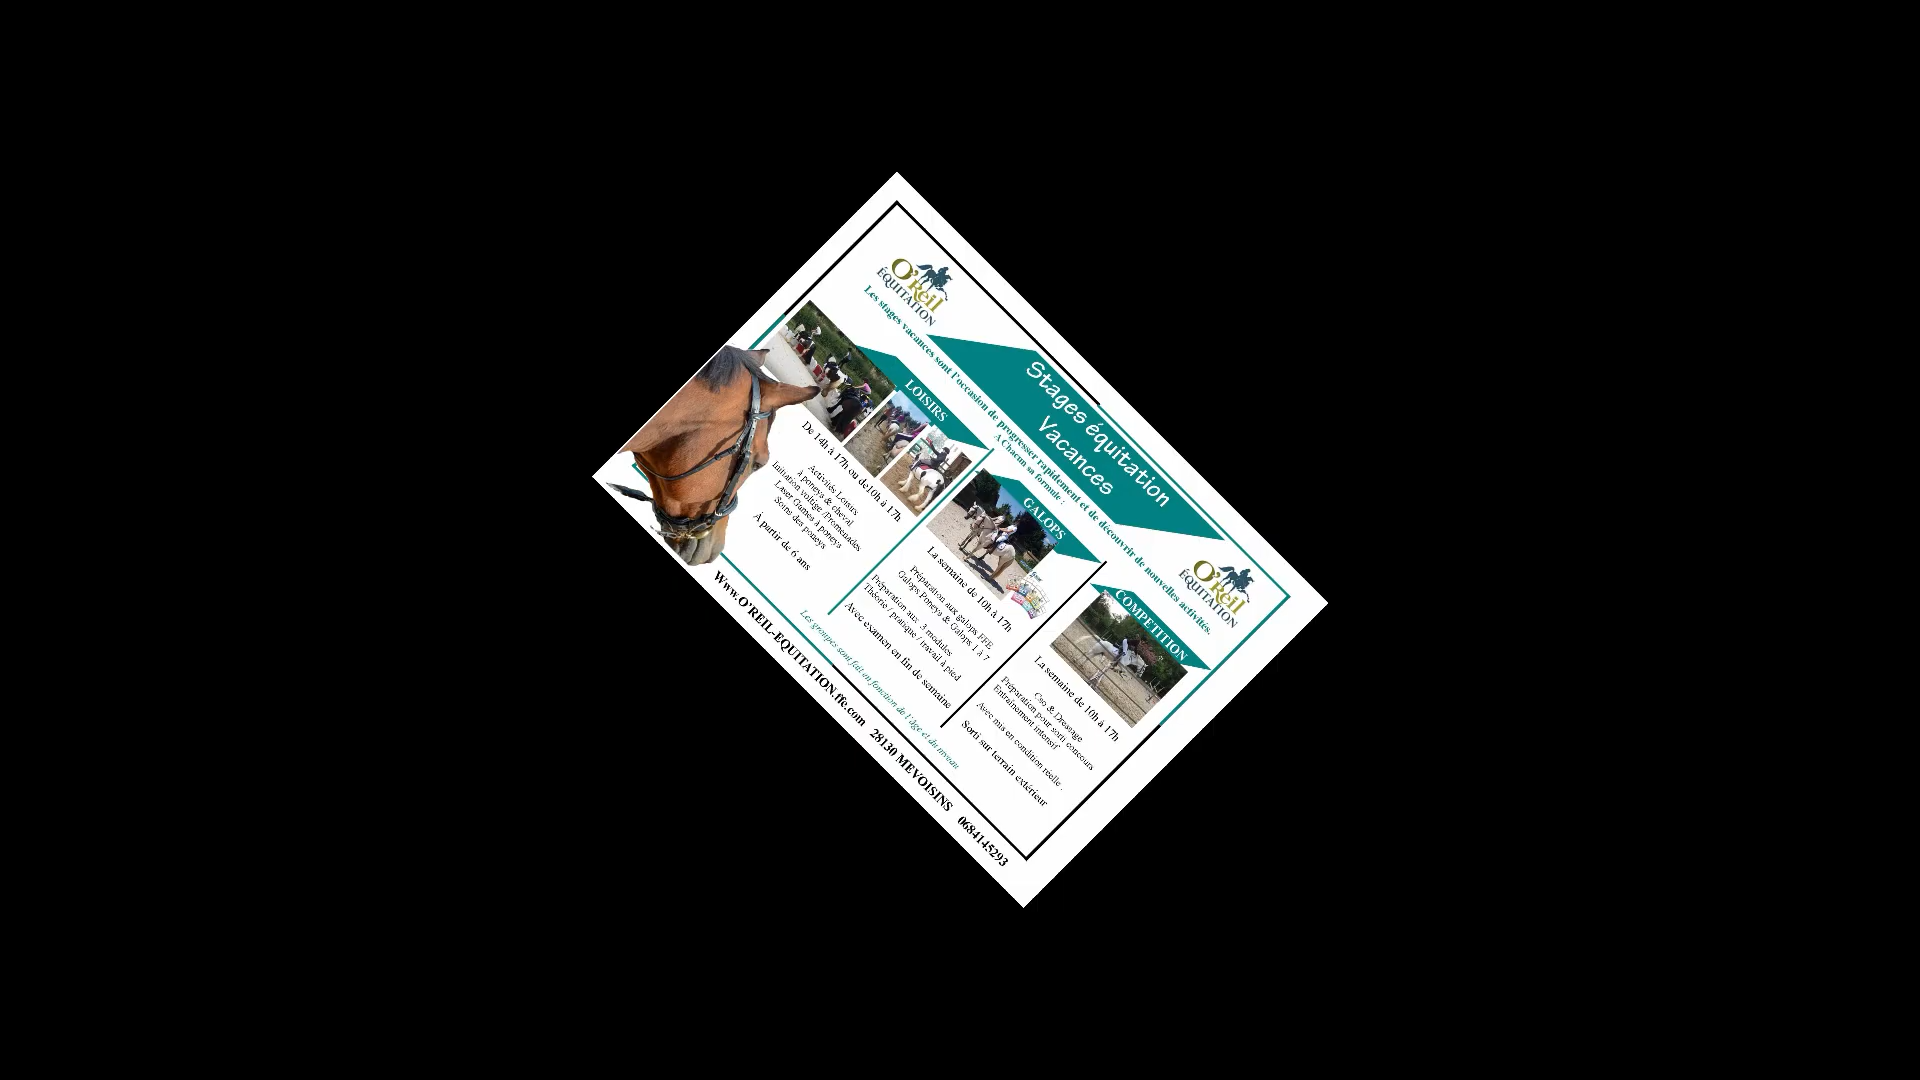 O'Reil
ÉQUITATION
Stages équitation
Vacances
O'Reil
ÉQUITATION
Les stages vacances sont l'occasion de progresser rapidement et de découvrir de nouvelles activités.
A Chacun sa formule :
LOISIRS
De 14h à 17h ou de10h à 17h
Activités Loisirs
à poneys & cheval
Initiation voltige /Promenades
Laser Games à poneys
Soins des poneys
À partir de 6 ans
GALOPS
La semaine de 10h à 17h
Préparation aux galops FFE
Galops Poneys & Galops 1 à 7
Préparation aux 3 modules
Théorie / pratique / travail à pied
Avec examen en fin de semaine
COMPETITION
La semaine de 10h à 17h
Cso & Dressage
Préparation pour sorti concours
Entrainement intensif
Avec mis en condition réelle .
Sorti sur terrain extérieur
Les groupes sont fait en fonction de l'âge et du niveau
Www.O'REIL-EQUITATION.ffe.com 28130 MEVOISINS 0684145293